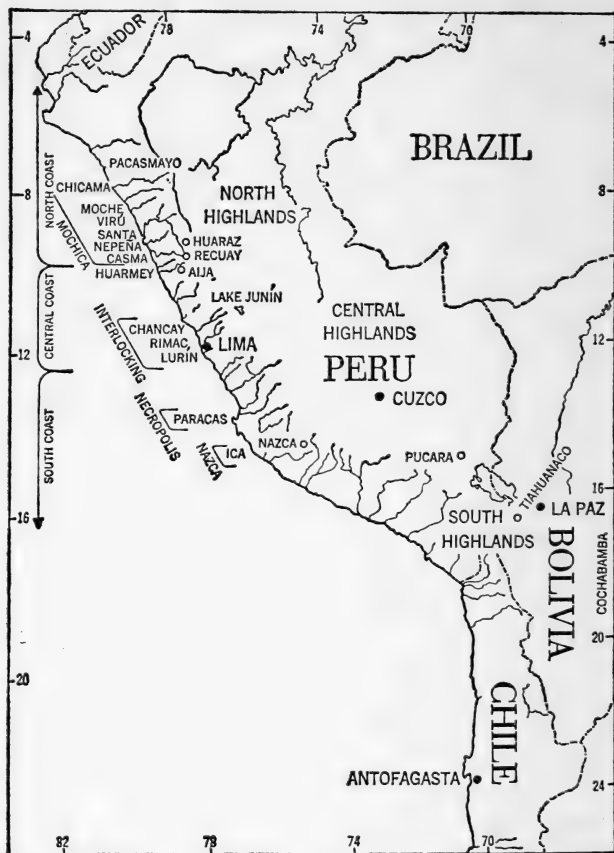 78
74
70
4
4
ECUADOR
BRAZIL
PACASMAYO
NORTH COAST
8
8
CHICAMA
NORTH
HIGHLANDS
MOCHE
VIRÚ
SANTA
NEPEÑA
CASMA
HUARMEY
MOCHICA
HUARAZ
RECUAY
AIJA
LAKE JUNÍN
CENTRAL COAST
CENTRAL
HIGHLANDS
INTERLOCKING
CHANCAY
RIMAC,
LURÍN
LIMA
12
12
PERU
CUZCO
NECROPOLIS
PARACAS
SOUTH COAST
NAZCA
ICA
NAZCA
PUCARA
TIAHUANACO
16
16
LA PAZ
SOUTH
HIGHLANDS
BOLIVIA
COCHABAMBA
20
20
CHILE
ANTOFAGASTA
24
82
78
74
70